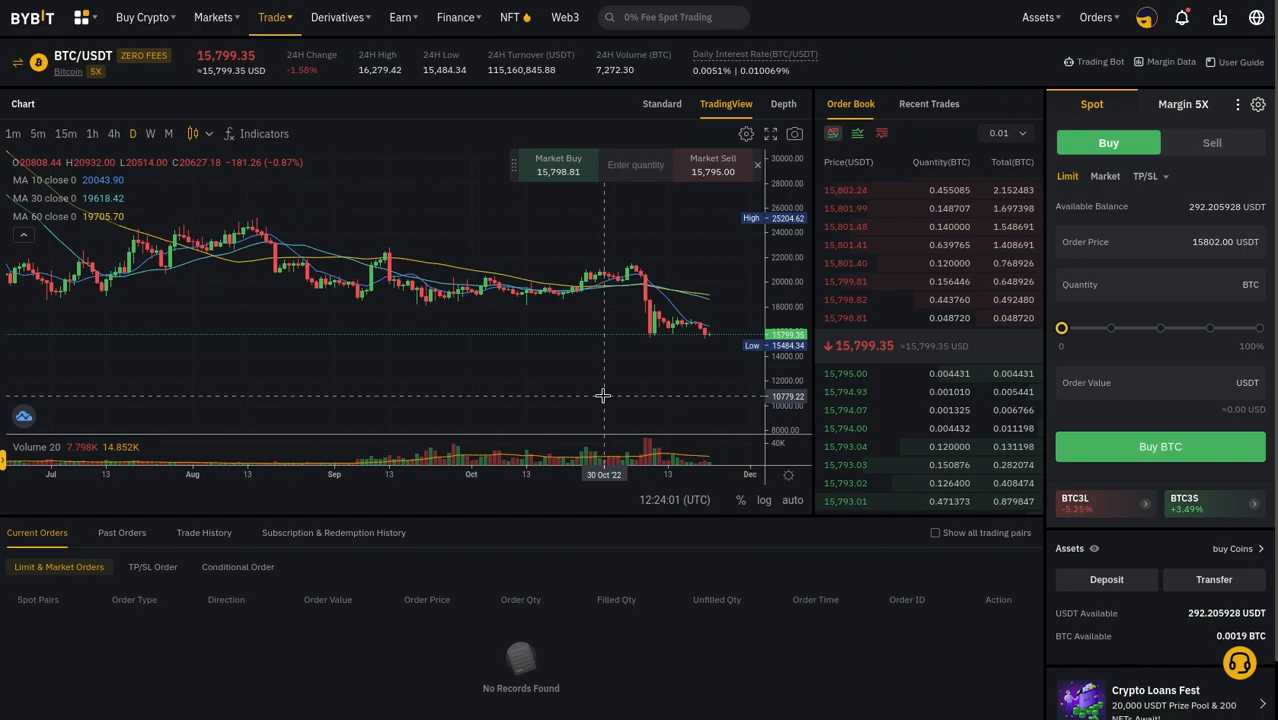 BYBIT
Buy Crypto
Markets
Trade
Derivatives
Earn
Finance
NFT
Web3
0% Fee Spot Trading
Assets
Orders
BTC/USDT
ZERO FEES
Bitcoin
5X
15,799.35
≈15,799.35 USD
24H Change
-1.58%
24H High
16,279.42
24H Low
15,484.34
24H Turnover (USDT)
115,160,845.88
24H Volume (BTC)
7,272.30
Daily Interest Rate(BTC/USDT)
0.0051% | 0.010069%
Trading Bot
Margin Data
User Guide
Chart
Standard
TradingView
Depth
1m 5m 15m 1h 4h D W M
Indicators
O20808.44 H20932.00 L20514.00 C20627.18 −181.26 (−0.87%)
MA 10 close 0 20043.90
MA 30 close 0 19618.42
MA 60 close 0 19705.70
Market Buy
15,798.81
Enter quantity
Market Sell
15,795.00
30000.00
28000.00
26000.00
High 25204.62
24000.00
22000.00
20000.00
18000.00
15799.35
Low 15484.34
14000.00
12000.00
10779.22
10000.00
8000.00
Volume 20 7.798K 14.852K
40K
Jul 13 Aug 13 Sep 13 Oct 13 30 Oct '22 13 Dec
12:24:01 (UTC)
% log auto
Order Book
Recent Trades
0.01
Price(USDT) Quantity(BTC) Total(BTC)
15,802.24 0.455085 2.152483
15,801.99 0.148707 1.697398
15,801.48 0.140000 1.548691
15,801.41 0.639765 1.408691
15,801.40 0.120000 0.768926
15,799.81 0.156446 0.648926
15,798.82 0.443760 0.492480
15,798.81 0.048720 0.048720
15,799.35 ≈15,799.35 USD
15,795.00 0.004431 0.004431
15,794.93 0.001010 0.005441
15,794.07 0.001325 0.006766
15,794.00 0.004432 0.011198
15,793.04 0.120000 0.131198
15,793.03 0.150876 0.282074
15,793.02 0.126400 0.408474
15,793.01 0.471373 0.879847
Spot
Margin 5X
Buy
Sell
Limit
Market
TP/SL
Available Balance 292.205928 USDT
Order Price 15802.00 USDT
Quantity BTC
0 100%
Order Value USDT
≈0.00 USD
Buy BTC
BTC3L
-5.25%
BTC3S
+3.49%
Assets
buy Coins
Deposit
Transfer
USDT Available 292.205928 USDT
BTC Available 0.0019 BTC
Crypto Loans Fest
20,000 USDT Prize Pool & 200
NFTs Await!
Current Orders
Past Orders
Trade History
Subscription & Redemption History
Show all trading pairs
Limit & Market Orders
TP/SL Order
Conditional Order
Spot Pairs
Order Type
Direction
Order Value
Order Price
Order Qty
Filled Qty
Unfilled Qty
Order Time
Order ID
Action
No Records Found